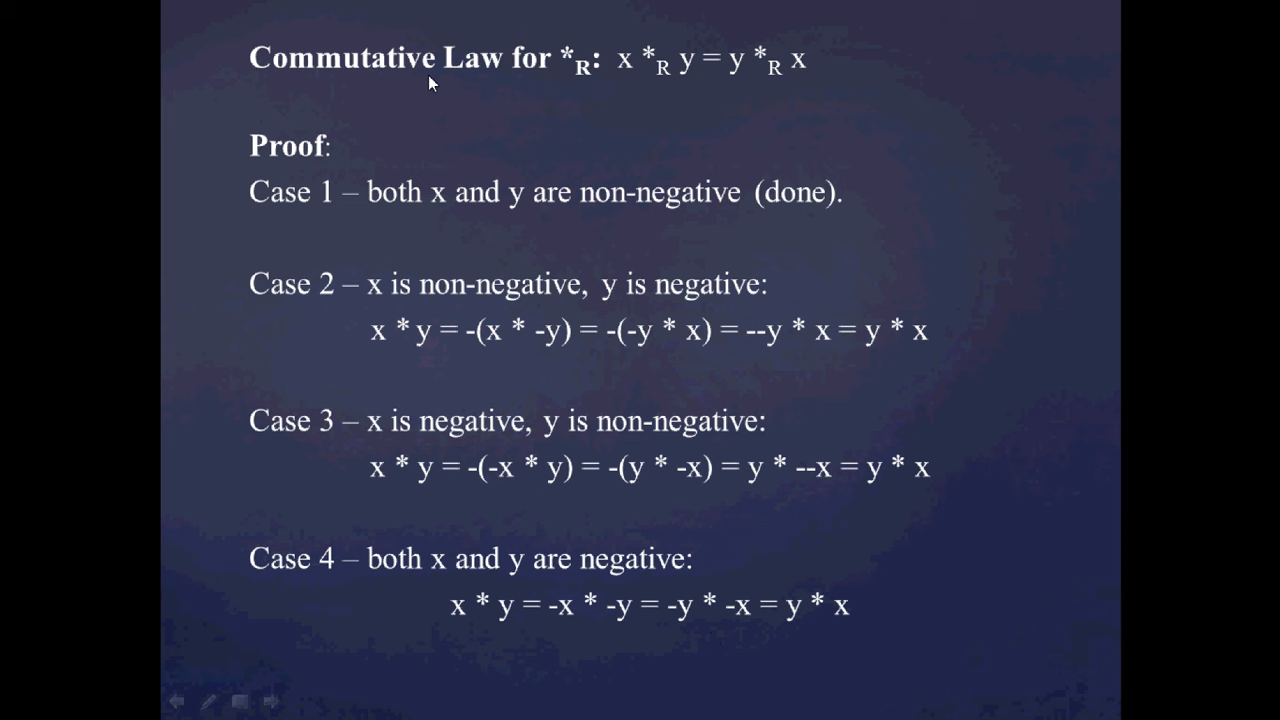 Commutative Law for *R: x *R y = y *R x
Proof:
Case 1 – both x and y are non-negative (done).
Case 2 – x is non-negative, y is negative:
x * y = -(x * -y) = -(-y * x) = --y * x = y * x
Case 3 – x is negative, y is non-negative:
x * y = -(-x * y) = -(y * -x) = y * --x = y * x
Case 4 – both x and y are negative:
x * y = -x * -y = -y * -x = y * x